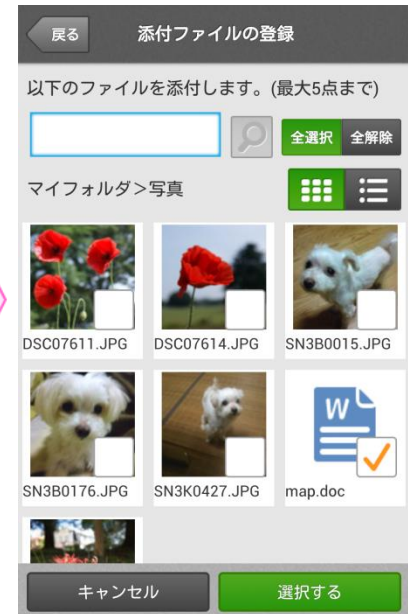 戻る 添付ファイルの登録
以下のファイルを添付します。(最大5点まで)
全選択 全解除
マイフォルダ>写真
DSC07611.JPG DSC07614.JPG SN3B0015.JPG
W
SN3B0176.JPG SN3K0427.JPG map.doc
キャンセル 選択する